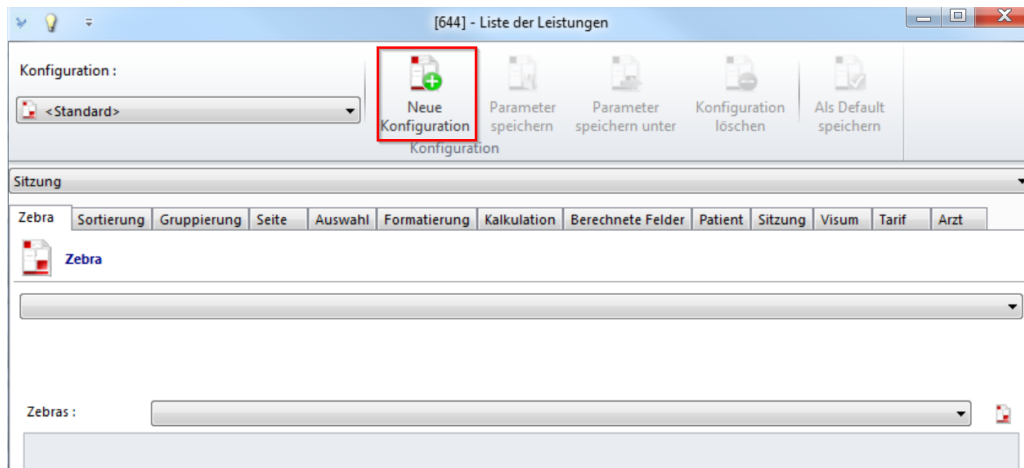 [644] - Liste der Leistungen
Konfiguration :
<Standard>
Neue
Konfiguration
Parameter
speichern
Parameter
speichern unter
Konfiguration
löschen
Als Default
speichern
Konfiguration
Sitzung
Zebra Sortierung Gruppierung Seite Auswahl Formatierung Kalkulation Berechnete Felder Patient Sitzung Visum Tarif Arzt
Zebra
Zebras :